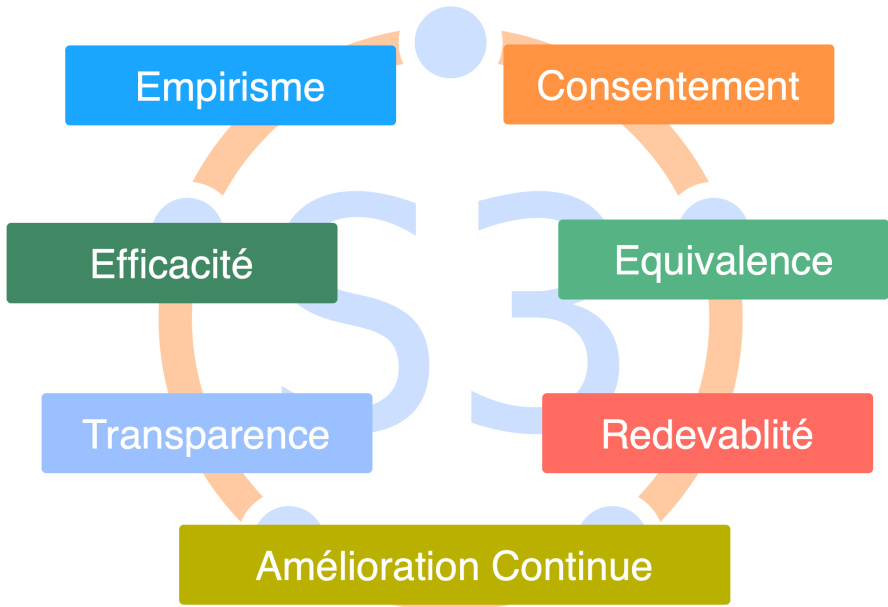 Empirisme
Consentement
S3
Efficacité
Equivalence
Transparence
Redevablité
Amélioration Continue